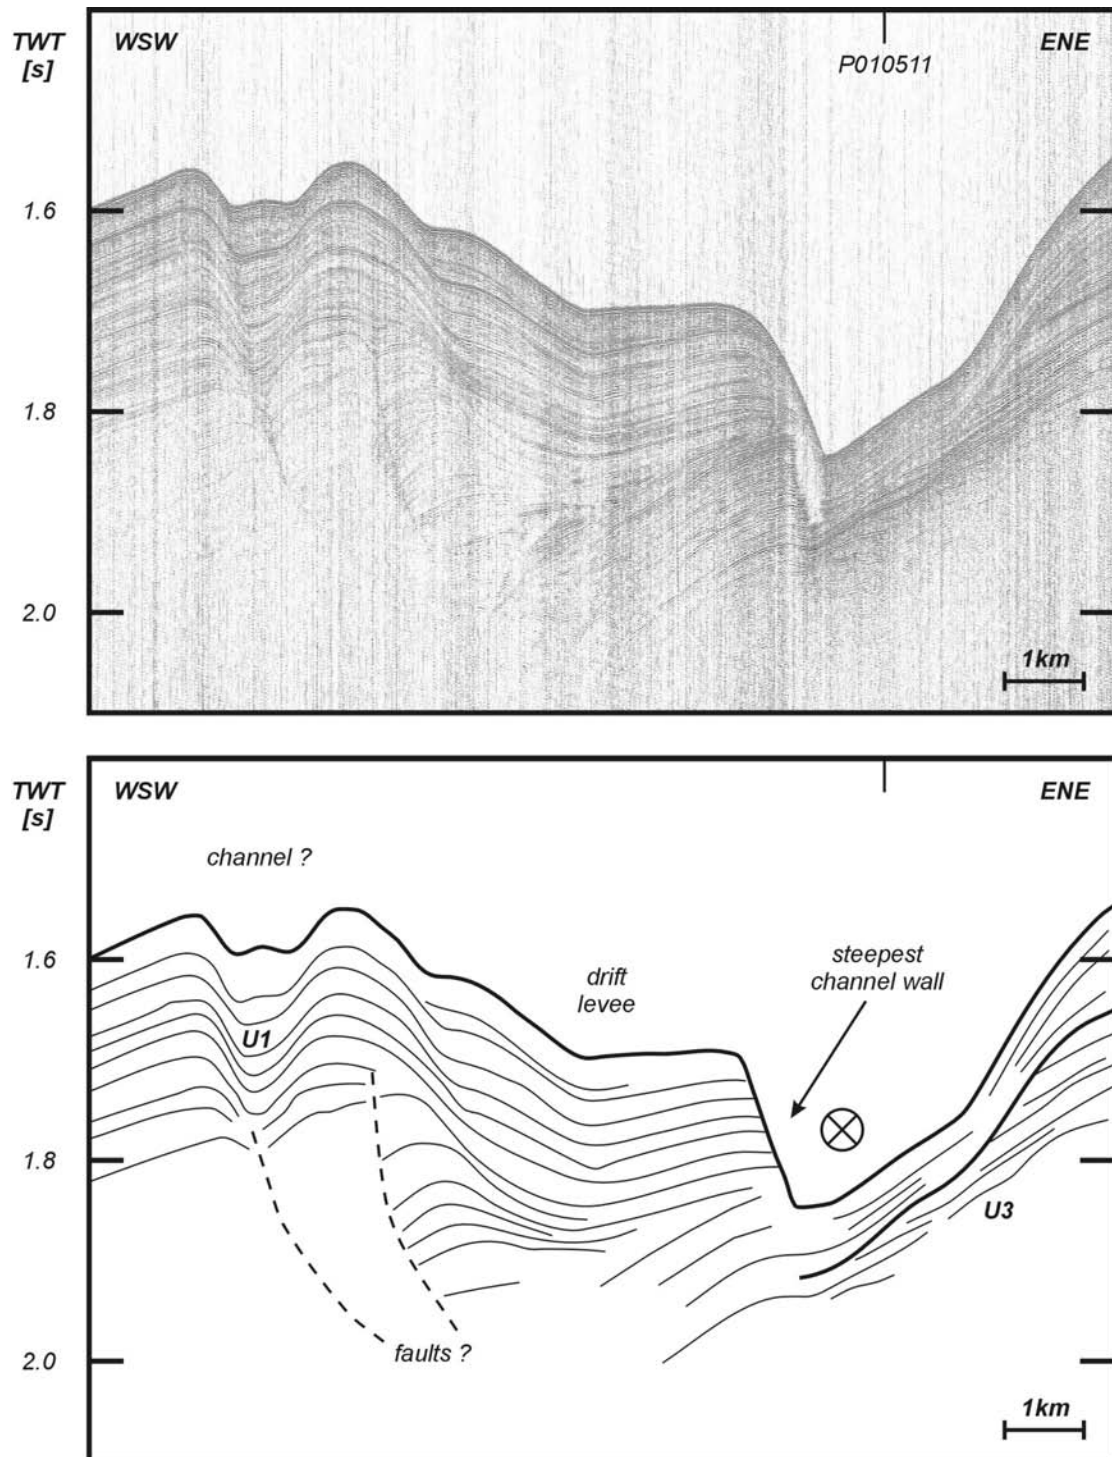 TWT
[s]
WSW
ENE
P010511
1.6
1.8
2.0
1km
TWT
[s]
WSW
ENE
channel ?
1.6
steepest
channel wall
drift
levee
U1
1.8
U3
faults ?
2.0
1km